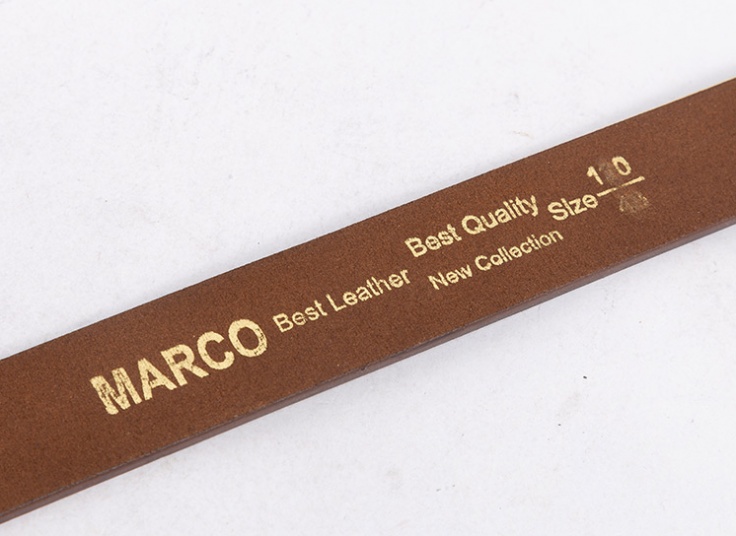 MARCO
Best Leather
Best Quality
New Collection
Size